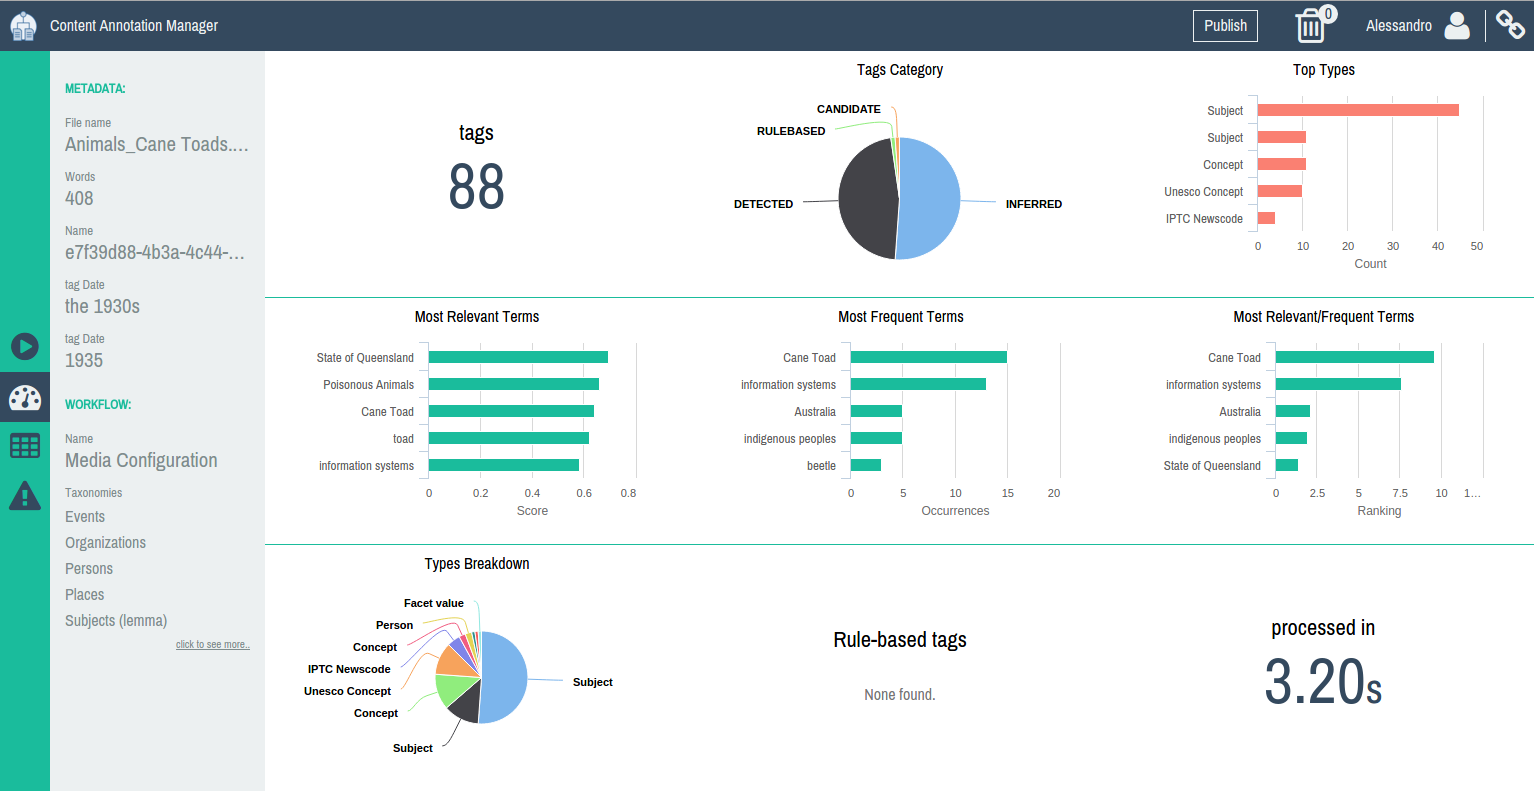 Content Annotation Manager
Publish
0
Alessandro
METADATA:
File name
Animals_Cane Toads....
Words
408
Name
e7f39d88-4b3a-4c44-...
tag Date
the 1930s
tag Date
1935
WORKFLOW:
Name
Media Configuration
Taxonomies
Events
Organizations
Persons
Places
Subjects (lemma)
click to see more..
tags
88
Tags Category
CANDIDATE
RULEBASED
DETECTED
INFERRED
Top Types
Subject
Subject
Concept
Unesco Concept
IPTC Newscode
0 10 20 30 40 50
Count
Most Relevant Terms
State of Queensland
Poisonous Animals
Cane Toad
toad
information systems
0 0.2 0.4 0.6 0.8
Score
Most Frequent Terms
Cane Toad
information systems
Australia
indigenous peoples
beetle
0 5 10 15 20
Occurrences
Most Relevant/Frequent Terms
Cane Toad
information systems
Australia
indigenous peoples
State of Queensland
0 2.5 5 7.5 10 1...
Ranking
Types Breakdown
Facet value
Person
Concept
IPTC Newscode
Unesco Concept
Concept
Subject
Subject
Rule-based tags
None found.
processed in
3.20s